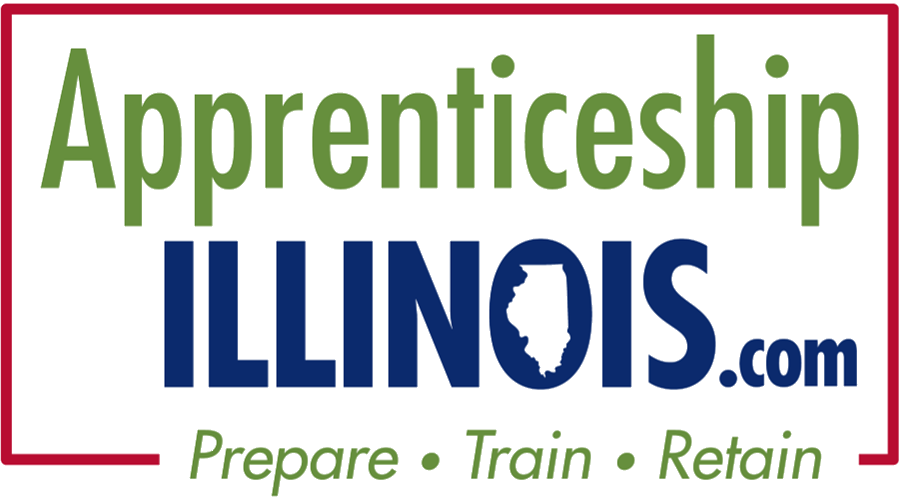 Apprenticeship
ILLINOIS.com
Prepare • Train • Retain